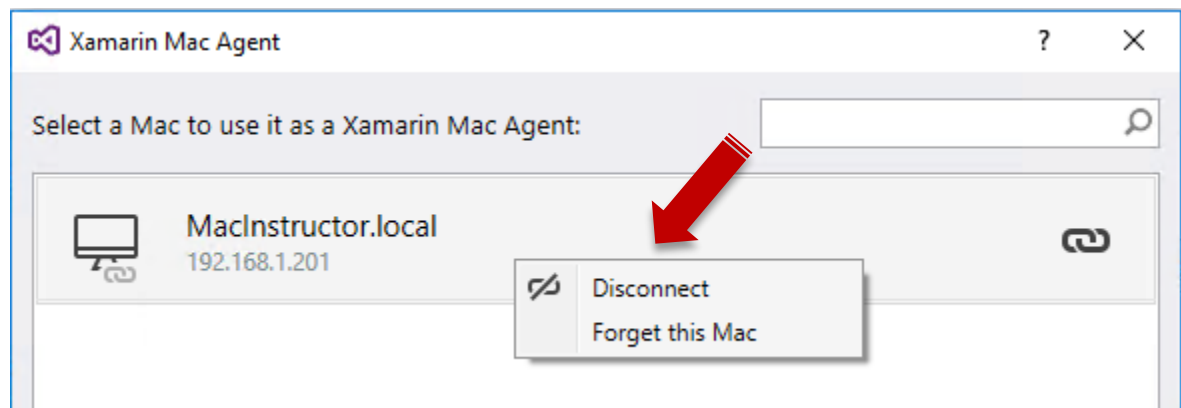 Xamarin Mac Agent
?
Select a Mac to use it as a Xamarin Mac Agent:
MacInstructor.local
192.168.1.201
Disconnect
Forget this Mac